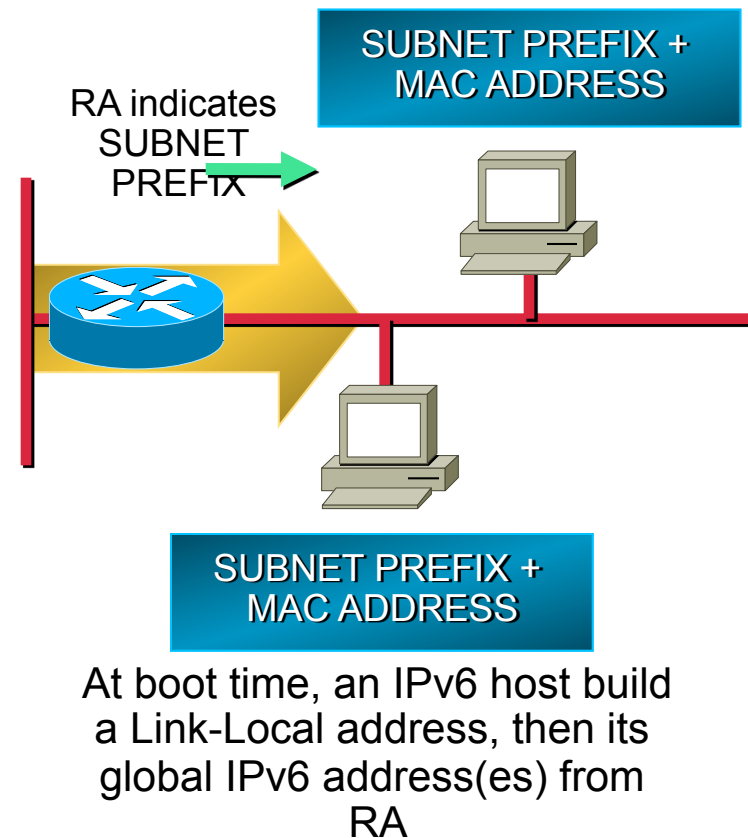 SUBNET PREFIX +
MAC ADDRESS
RA indicates
SUBNET
PREFIX
SUBNET PREFIX +
MAC ADDRESS
At boot time, an IPv6 host build
a Link-Local address, then its
global IPv6 address(es) from
RA